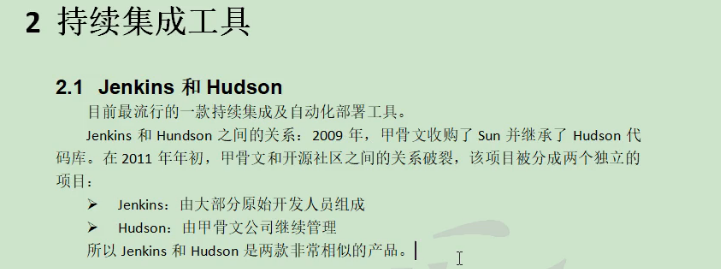 2 持续集成工具
2.1 Jenkins 和 Hudson
目前最流行的一款持续集成及自动化部署工具。
Jenkins 和 Hundson 之间的关系：2009 年，甲骨文收购了 Sun 并继承了 Hudson 代
码库。在 2011 年年初，甲骨文和开源社区之间的关系破裂，该项目被分成两个独立的
项目：
➢ Jenkins：由大部分原始开发人员组成
➢ Hudson：由甲骨文公司继续管理
所以 Jenkins 和 Hudson 是两款非常相似的产品。